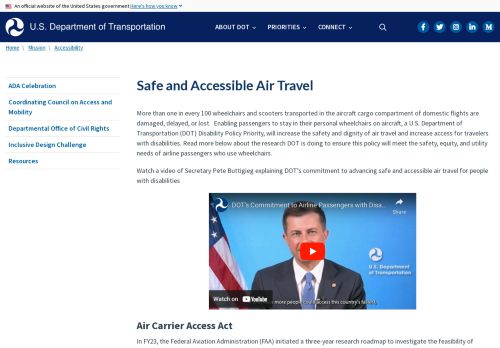 An official website of the United States government Here's how you know
U.S. Department of Transportation
ABOUT DOT
PRIORITIES
CONNECT
Home
Mission
Accessibility
ADA Celebration
Coordinating Council on Access and
Mobility
Departmental Office of Civil Rights
Inclusive Design Challenge
Resources
Safe and Accessible Air Travel
More than one in every 100 wheelchairs and scooters transported in the aircraft cargo compartment of domestic flights are
damaged, delayed, or lost.  Enabling passengers to stay in their personal wheelchairs on aircraft, a U.S. Department of
Transportation (DOT) Disability Policy Priority, will increase the safety and dignity of air travel and increase access for travelers
with disabilities. Read more below about the research DOT is doing to ensure this policy will meet the safety, equity, and utility
needs of airline passengers who use wheelchairs.
Watch a video of Secretary Pete Buttigieg explaining DOT's commitment to advancing safe and accessible air travel for people
with disabilities
DOT's Commitment to Airline Passengers with Disa...
Share
U.S. Department
of Transportation
more people could access this country's
Watch on YouTube
Air Carrier Access Act
In FY23, the Federal Aviation Administration (FAA) initiated a three-year research roadmap to investigate the feasibility of